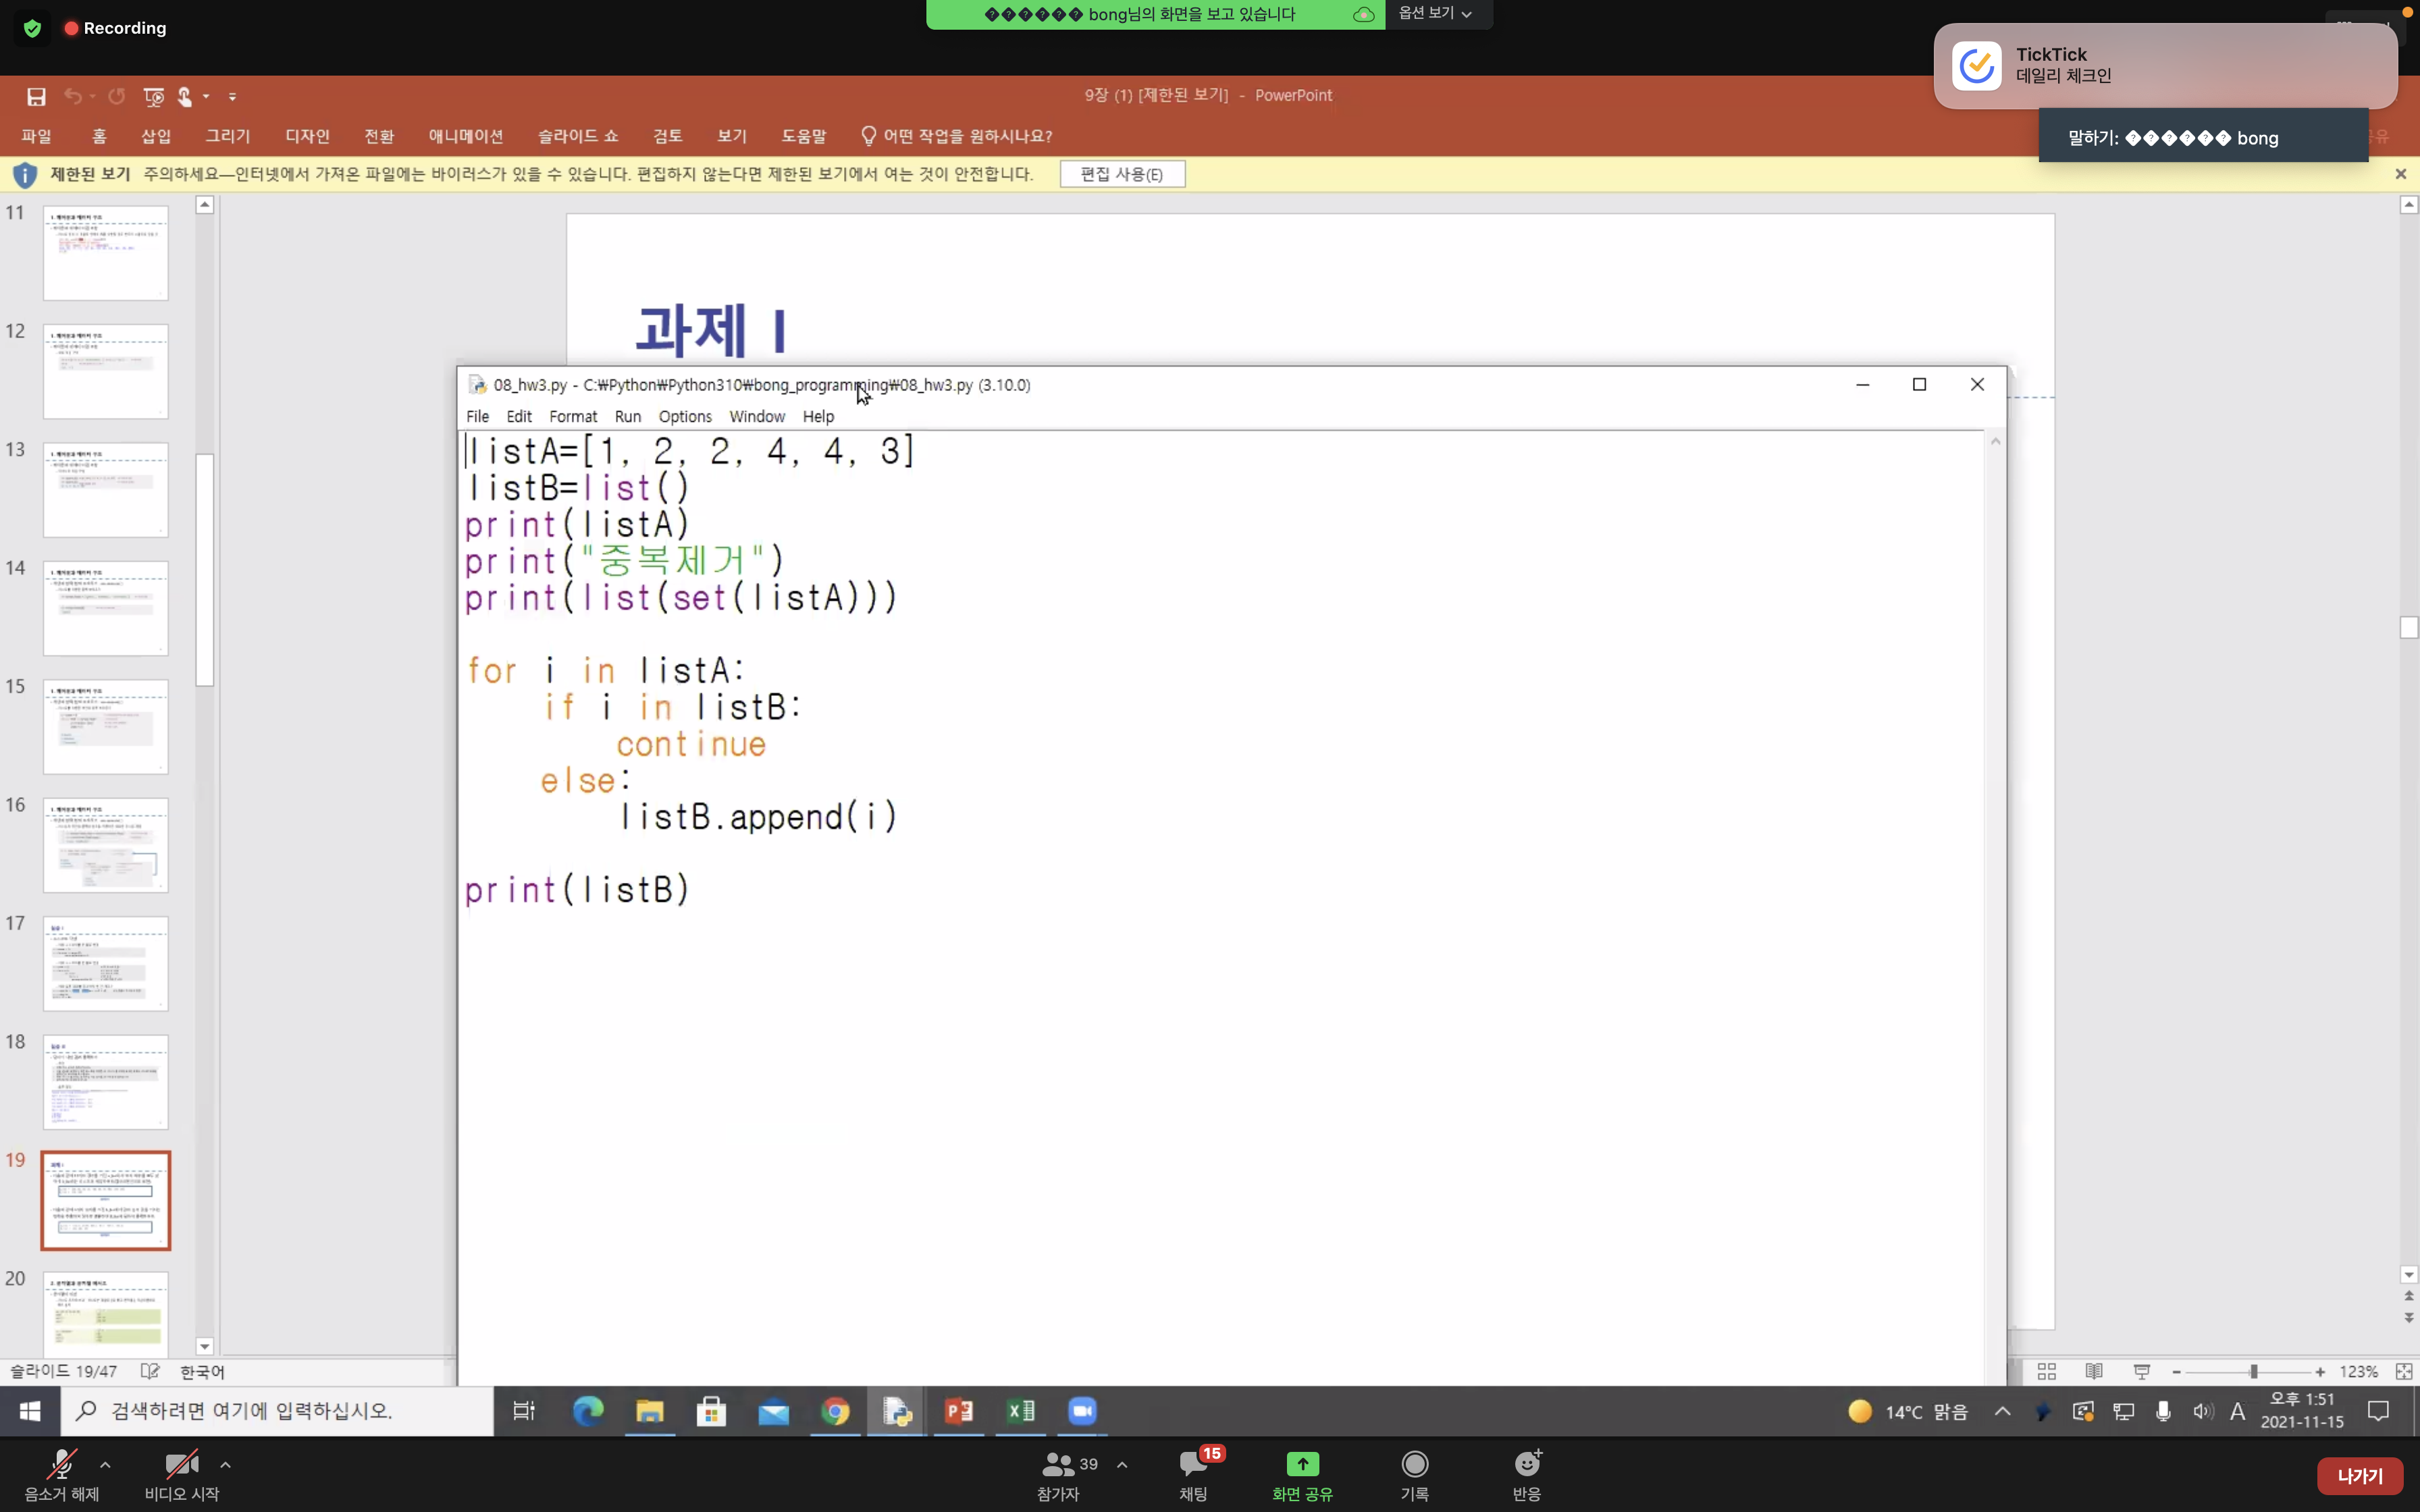 Recording
bong님의 화면을 보고 있습니다
옵션 보기
TickTick
데일리 체크인
말하기: bong
9장 (1) [제한된 보기] - PowerPoint
파일 홈 삽입 그리기 디자인 전환 애니메이션 슬라이드 쇼 검토 보기 도움말 어떤 작업을 원하시나요?
제한된 보기 주의하세요—인터넷에서 가져온 파일에는 바이러스가 있을 수 있습니다. 편집하지 않는다면 제한된 보기에서 여는 것이 안전합니다. 편집 사용(E)
11
12
13
14
15
16
17
18
19
20
과제 I
08_hw3.py - C:₩Python₩Python310₩bong_programming₩08_hw3.py (3.10.0)
File Edit Format Run Options Window Help
listA=[1, 2, 2, 4, 4, 3]
listB=list()
print(listA)
print("중복제거")
print(list(set(listA)))
for i in listA:
if i in listB:
continue
else:
listB.append(i)
print(listB)
슬라이드 19/47 한국어
123%
검색하려면 여기에 입력하십시오.
14°C 맑음
A
오후 1:51
2021-11-15
음소거 해제
비디오 시작
39
참가자
15
채팅
화면 공유
기록
반응
나가기